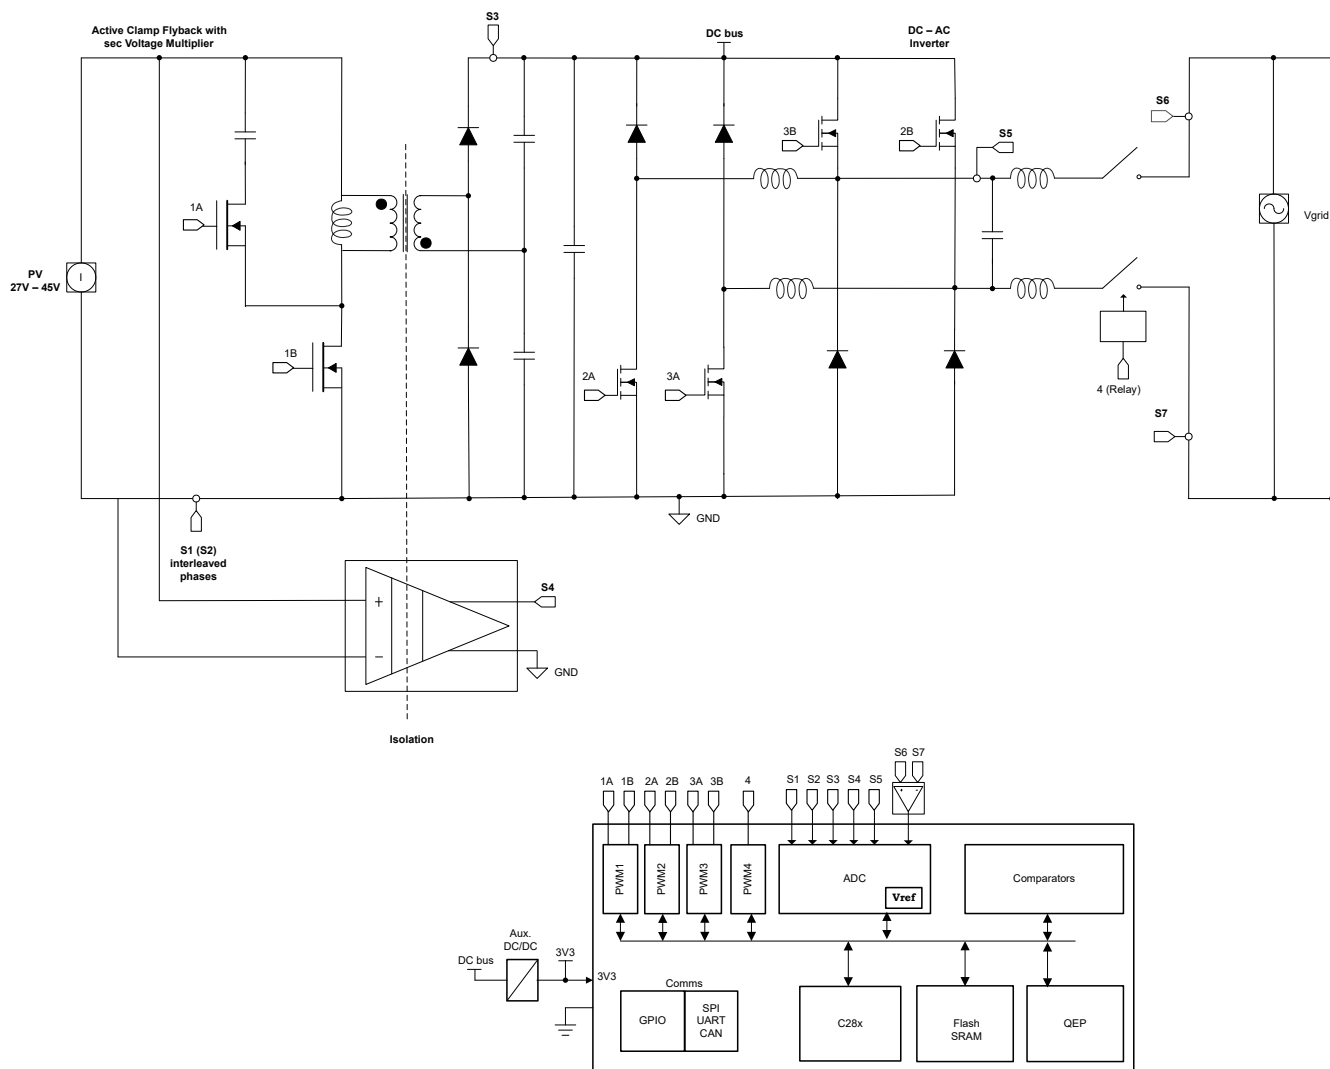 S3
Active Clamp Flyback with
sec Voltage Multiplier
DC bus
DC – AC
Inverter
S6
3B
2B
S5
1A
Vgrid
PV
27V – 45V
1B
2A
3A
4 (Relay)
S7
GND
S1 (S2)
interleaved
phases
S4
+
−
GND
Isolation
S6 S7
1A 1B 2A 2B 3A 3B 4 S1 S2 S3 S4 S5
+ -
PWM1
PWM2
PWM3
PWM4
ADC
Vref
Comparators
Aux.
DC/DC
DC bus
3V3
3V3
Comms
GPIO
SPI
UART
CAN
C28x
Flash
SRAM
QEP